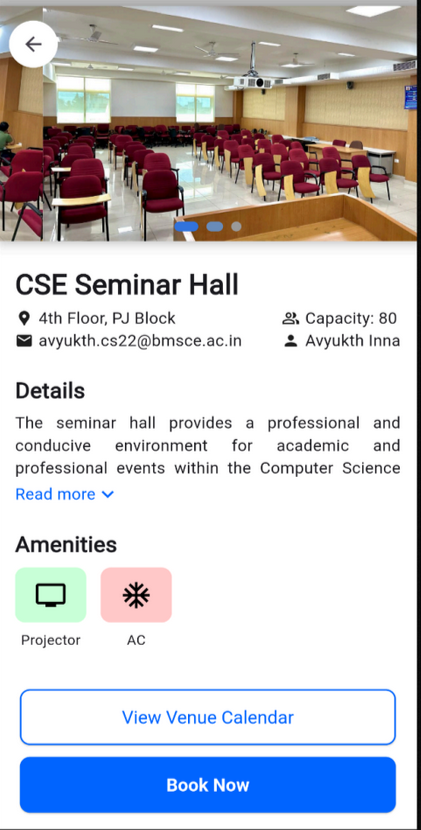 CSE Seminar Hall
4th Floor, PJ Block
Capacity: 80
avyukth.cs22@bmsce.ac.in
Avyukth Inna
Details
The seminar hall provides a professional and
conducive environment for academic and
professional events within the Computer Science
Read more
Amenities
Projector
AC
View Venue Calendar
Book Now